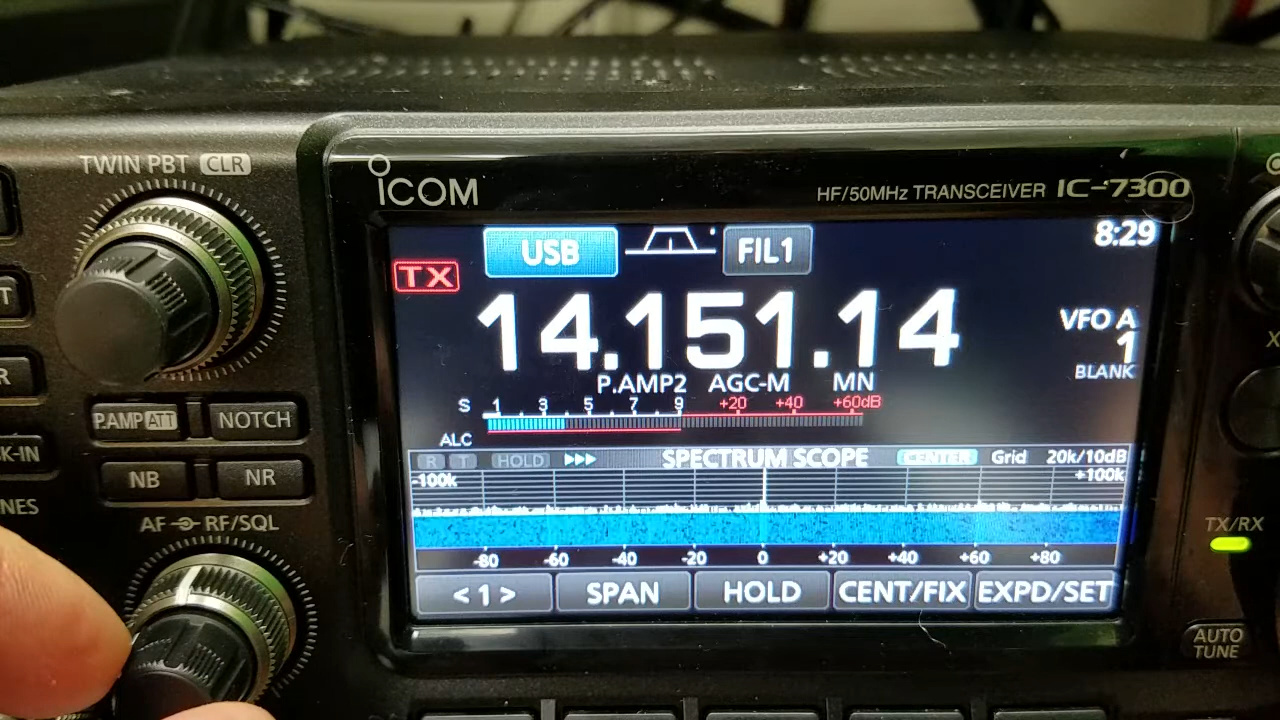 TWIN PBT CLR
ICOM
HF/50MHz TRANSCEIVER IC-7300
USB
FIL1
8:29
TX
14.151.14
VFO A
1
BLANK
P.AMP2 AGC-M MN
S 1 3 5 7 9 +20 +40 +60dB
ALC
R T HOLD SPECTRUM SCOPE CENTER Grid 20k/10dB
-100k +100k
-80 -60 -40 -20 0 +20 +40 +60 +80
< 1 > SPAN HOLD CENT/FIX EXPD/SET
P.AMP ATT NOTCH
NB NR
AF RF/SQL
T
R
K-IN
NES
TX/RX
AUTO
TUNE
X